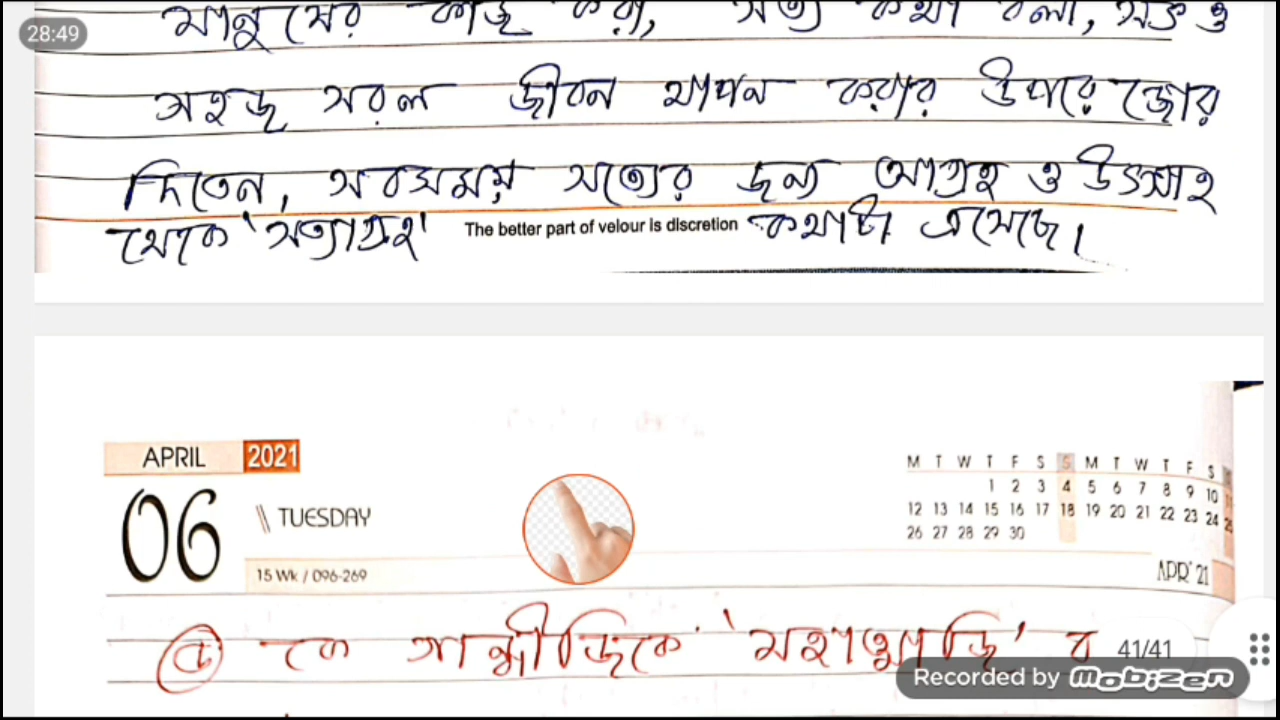 28:49
মানুষের কাজ করা, সত্য কথা বলা, সৎ ও
সহজ সরল জীবন যাপন করার উপরে জোর
দিতেন, সবসময় সত্যের জন্য আগ্রহ ও উৎসাহ
থেকে 'সত্যাগ্রহ' The better part of velour is discretion কথাটা এসেছে।
APRIL 2021
06 TUESDAY
15 Wk / 096-269
M T W T F S S M T W T F S
1 2 3 4 5 6 7 8 9 10
12 13 14 15 16 17 18 19 20 21 22 23 24
26 27 28 29 30
APR' 21
কে গান্ধীজিকে 'মহাত্মাজি' ব
41/41
Recorded by mobizen